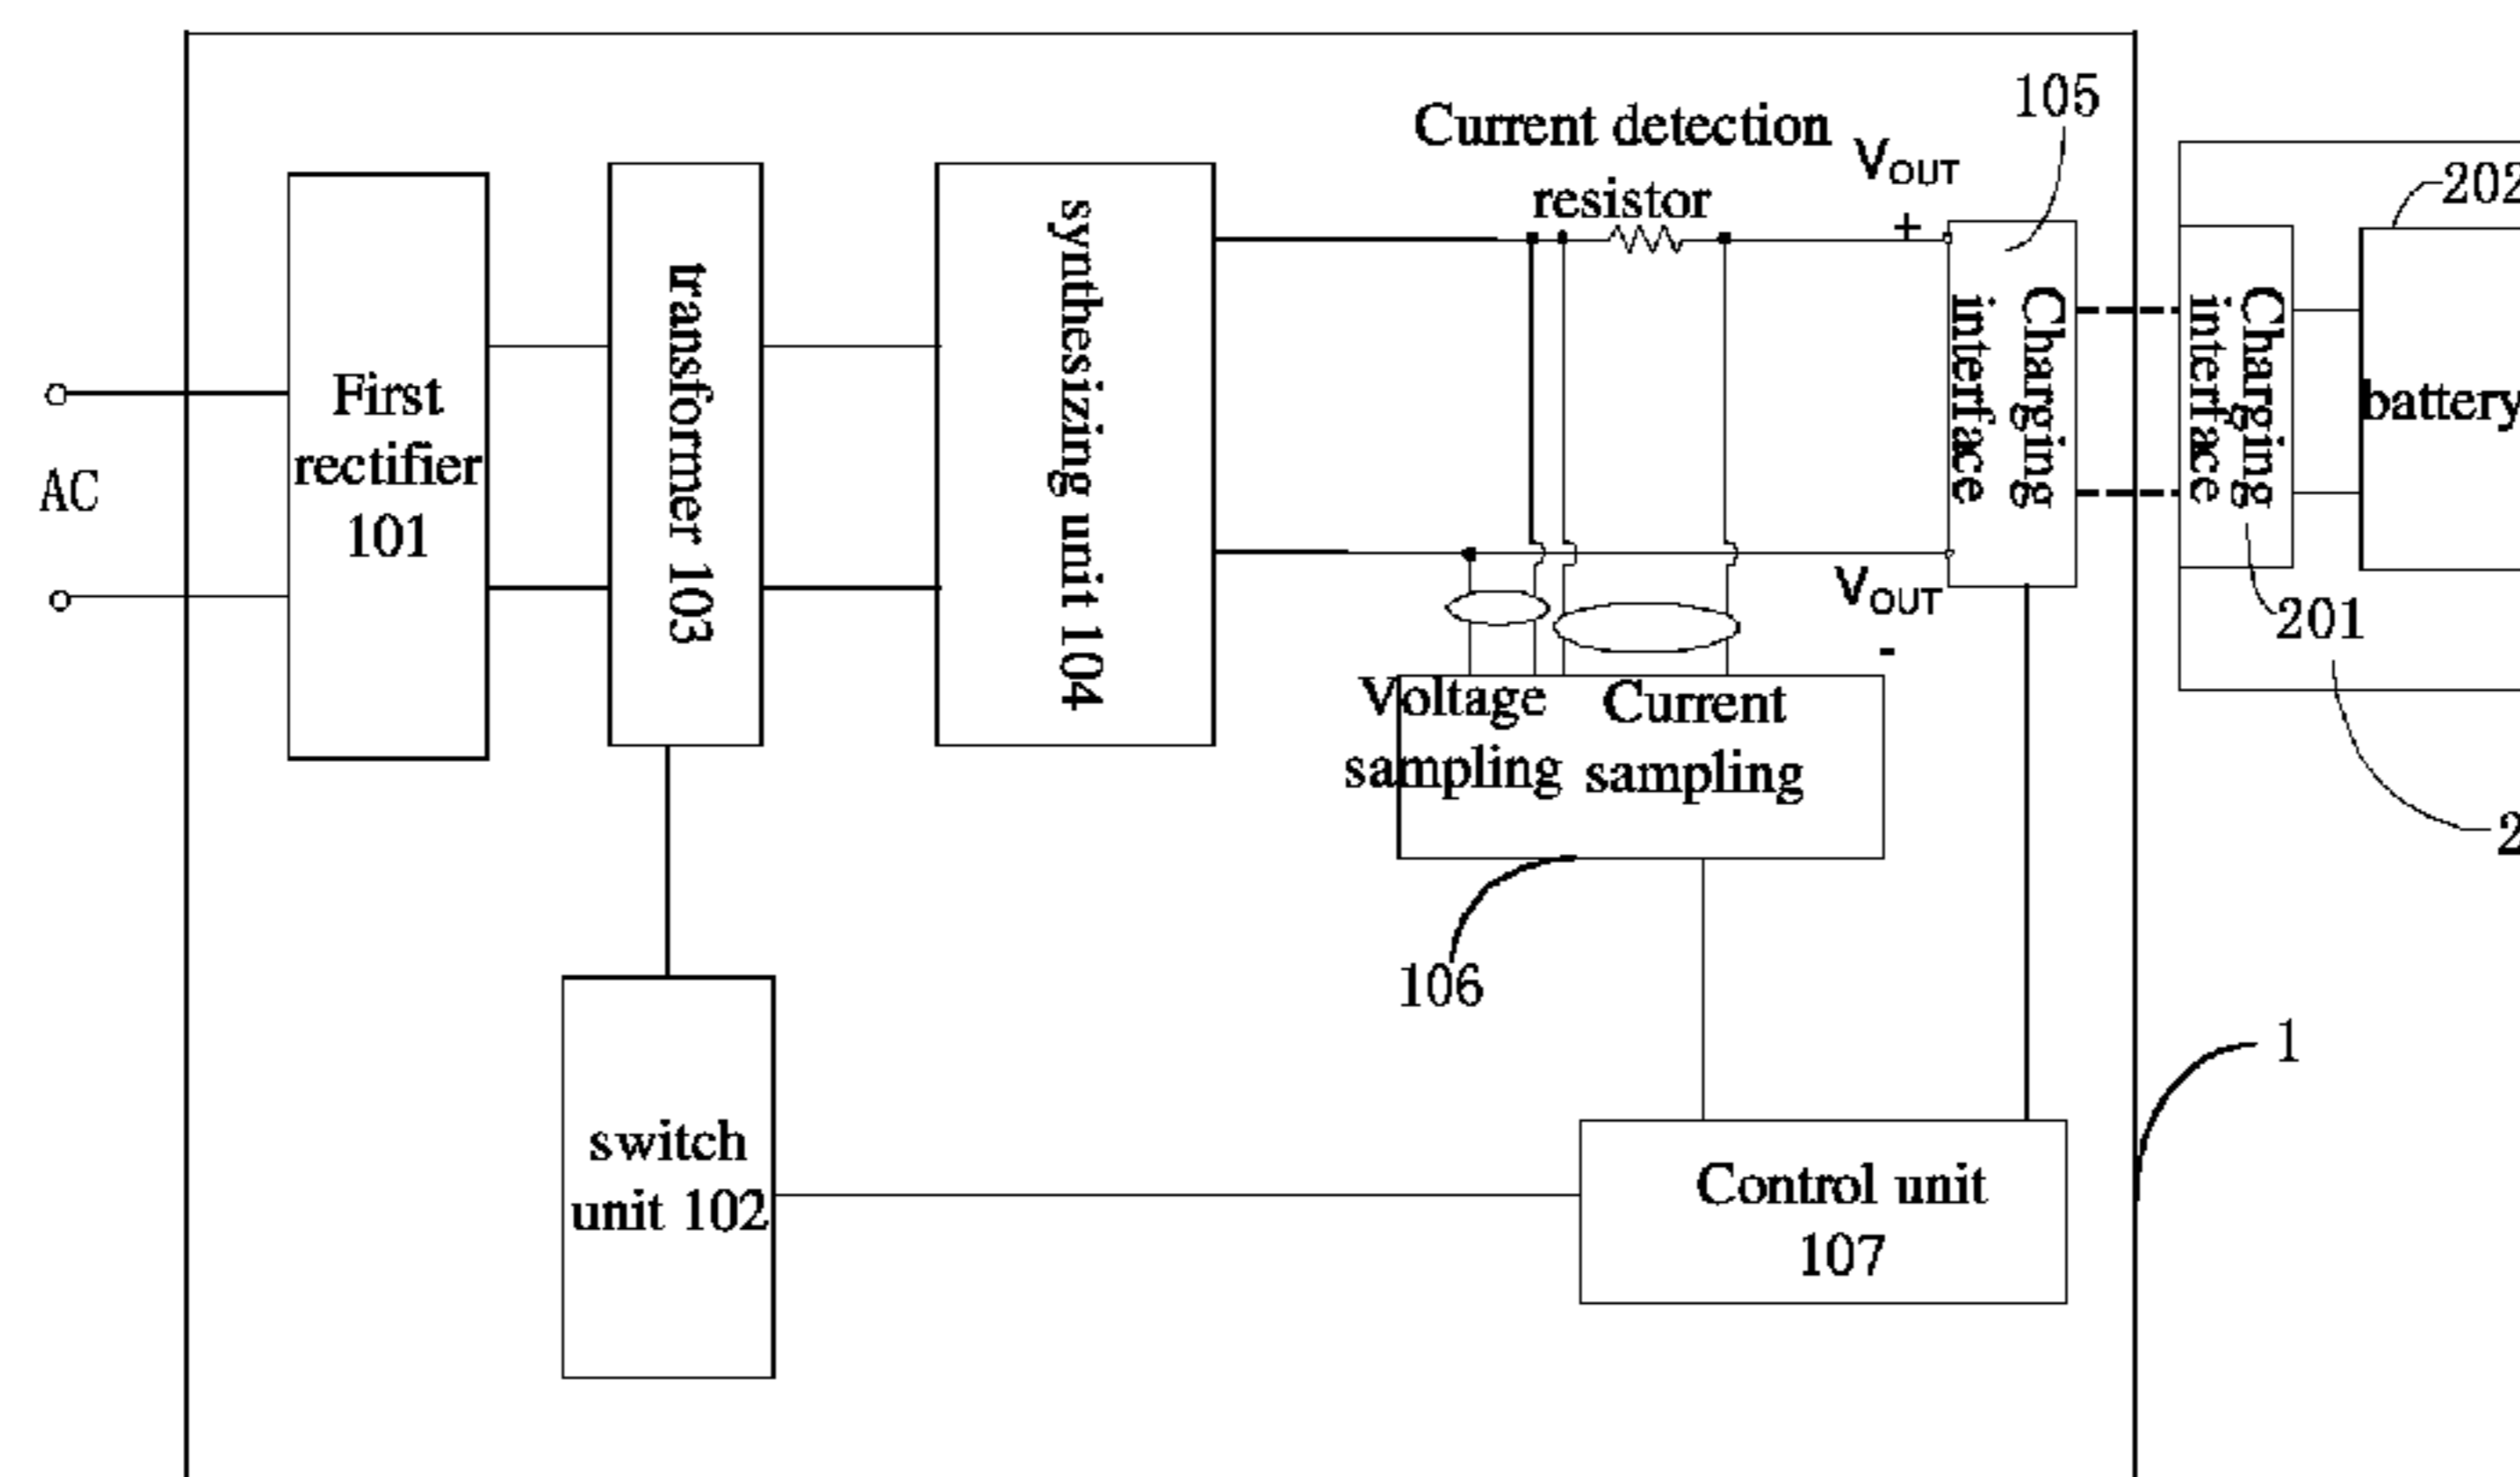 105
Current detection
resistor
VOUT
+
202
First
rectifier
101
transformer 103
synthesizing unit 104
Charging
interface
Charging
interface
battery
AC
VOUT
-
201
Voltage
sampling
Current
sampling
2
106
1
switch
unit 102
Control unit
107